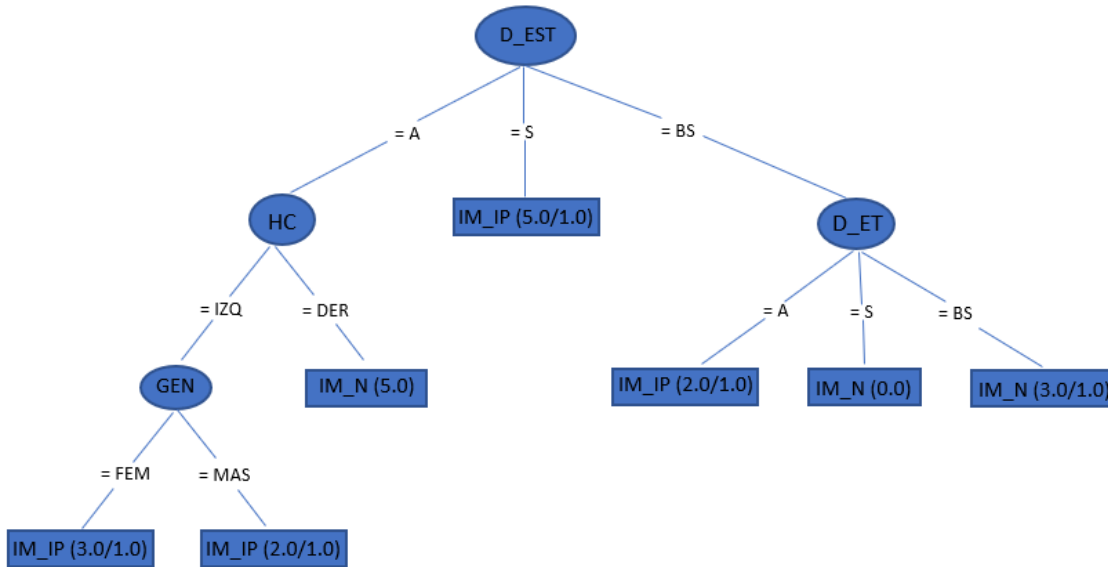 D_EST
= A
= S
= BS
HC
IM_IP (5.0/1.0)
D_ET
= IZQ
= DER
= A
= S
= BS
GEN
IM_N (5.0)
IM_IP (2.0/1.0)
IM_N (0.0)
IM_N (3.0/1.0)
= FEM
= MAS
IM_IP (3.0/1.0)
IM_IP (2.0/1.0)